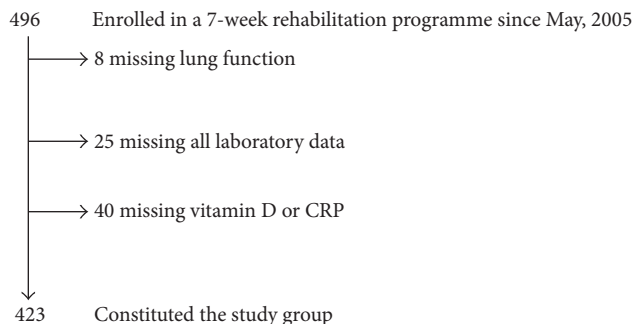 496 Enrolled in a 7-week rehabilitation programme since May, 2005
8 missing lung function
25 missing all laboratory data
40 missing vitamin D or CRP
423 Constituted the study group